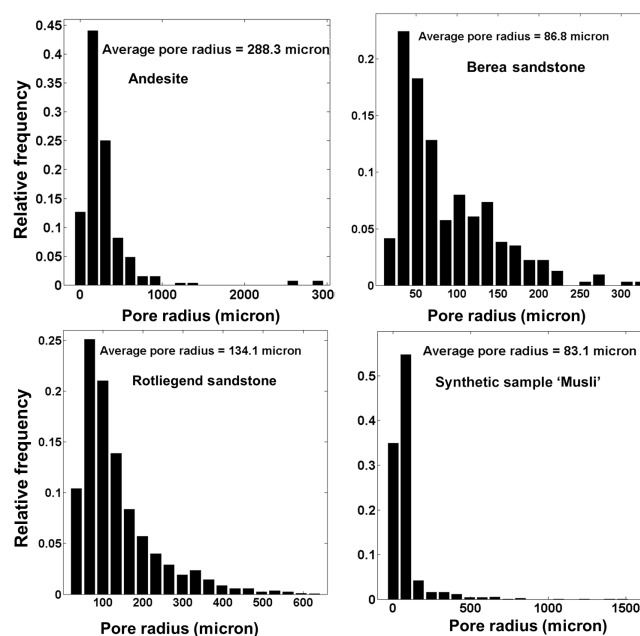 0.45
0.4
0.35
0.3
0.25
0.2
0.15
0.1
0.05
0
Relative frequency
Average pore radius = 288.3 micron
Andesite
0 1000 2000 2900
Pore radius (micron)
0.2
0.15
0.1
0.05
0
Average pore radius = 86.8 micron
Berea sandstone
50 100 150 200 250 300
Pore radius (micron)
0.25
0.2
0.15
0.1
0.05
0
Relative frequency
Average pore radius = 134.1 micron
Rotliegend sandstone
100 200 300 400 500 600
Pore radius (micron)
0.5
0.4
0.3
0.2
0.1
0
Average pore radius = 83.1 micron
Synthetic sample ‘Musli’
0 500 1000 1500
Pore radius (micron)